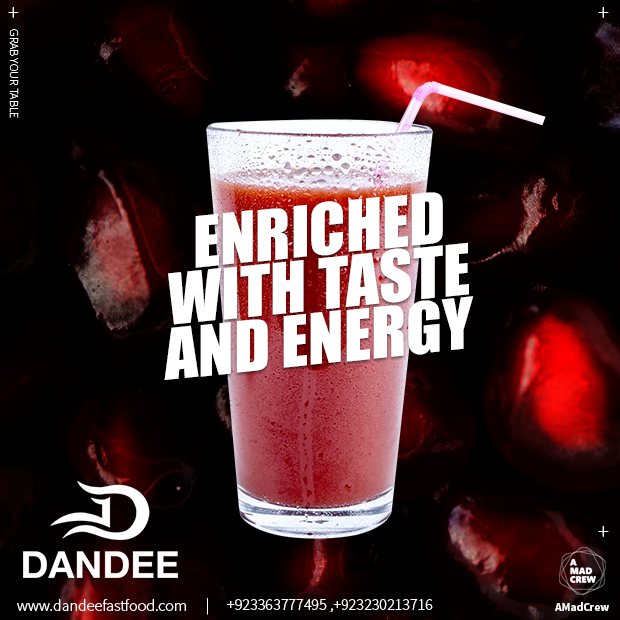 GRAB YOUR TABLE
ENRICHED
WITH TASTE
AND ENERGY
DANDEE
www.dandeefastfood.com | +923363777495 ,+923230213716
A
MAD
CREW
AMadCrew